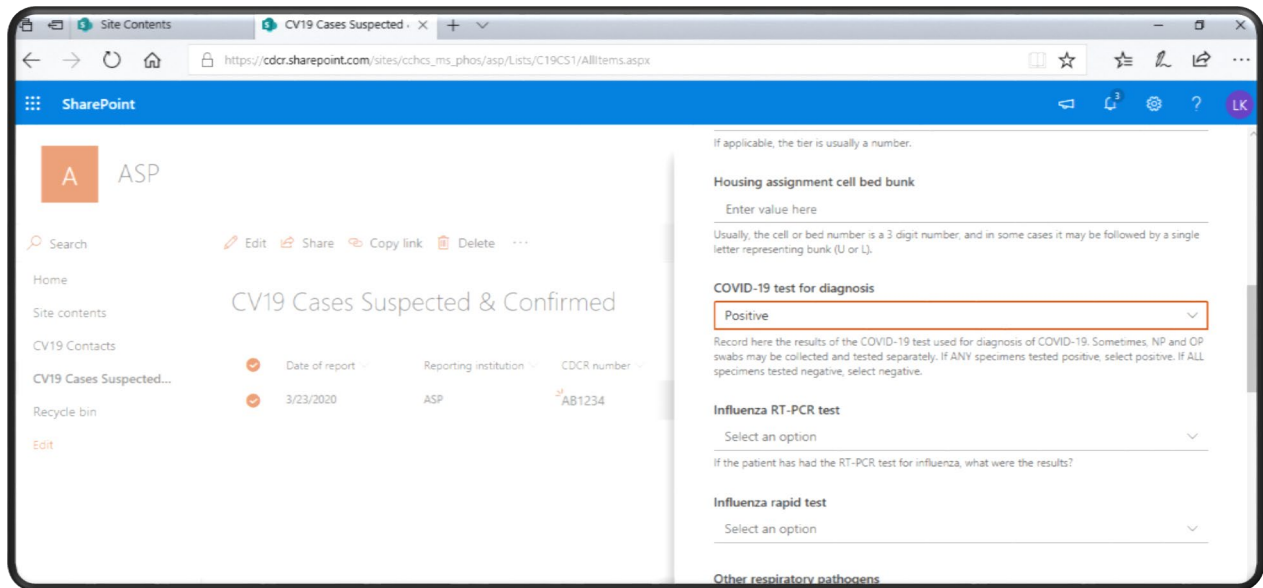 Site Contents
CV19 Cases Suspected
https://cdcr.sharepoint.com/sites/cchcs_ms_phos/asp/Lists/C19CS1/AllItems.aspx
SharePoint
3
LK
A
ASP
Search
Home
Site contents
CV19 Contacts
CV19 Cases Suspected...
Recycle bin
Edit
Edit
Share
Copy link
Delete
CV19 Cases Suspected & Confirmed
Date of report
Reporting institution
CDCR number
3/23/2020
ASP
AB1234
If applicable, the tier is usually a number.
Housing assignment cell bed bunk
Enter value here
Usually, the cell or bed number is a 3 digit number, and in some cases it may be followed by a single
letter representing bunk (U or L).
COVID-19 test for diagnosis
Positive
Record here the results of the COVID-19 test used for diagnosis of COVID-19. Sometimes, NP and OP
swabs may be collected and tested separately. If ANY specimens tested positive, select positive. If ALL
specimens tested negative, select negative.
Influenza RT-PCR test
Select an option
If the patient has had the RT-PCR test for influenza, what were the results?
Influenza rapid test
Select an option
Other respiratory pathogens